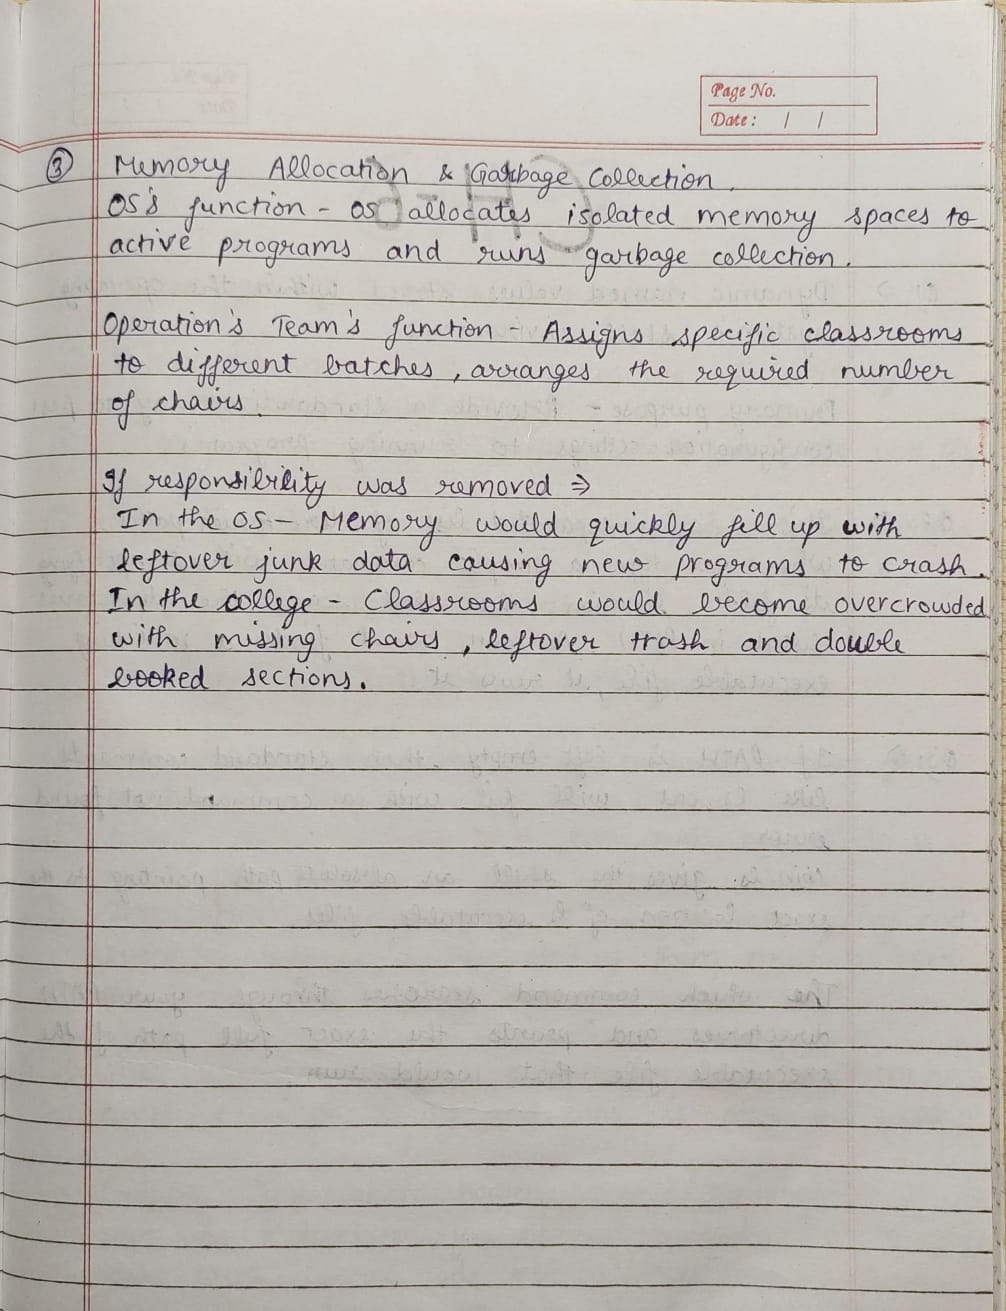 Page No.
Date: / /
③ Memory Allocation & Garbage Collection.
OS's function - OS allocates isolated memory spaces to
active programs and runs garbage collection.
Operation's Team's function - Assigns specific classrooms
to different batches, arranges the required number
of chairs.
If responsibility was removed ⇒
In the OS - Memory would quickly fill up with
leftover junk data causing new programs to crash.
In the college - Classrooms would become overcrowded
with missing chairs, leftover trash and double
booked sections.